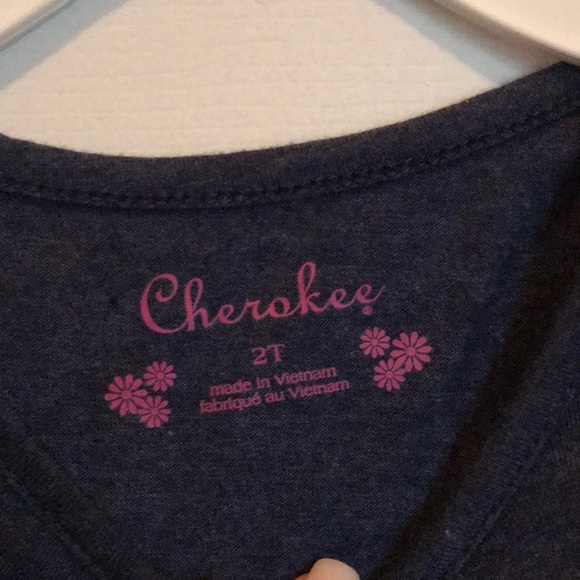 Cherokee®
2T
made in Vietnam
fabriqué au Vietnam